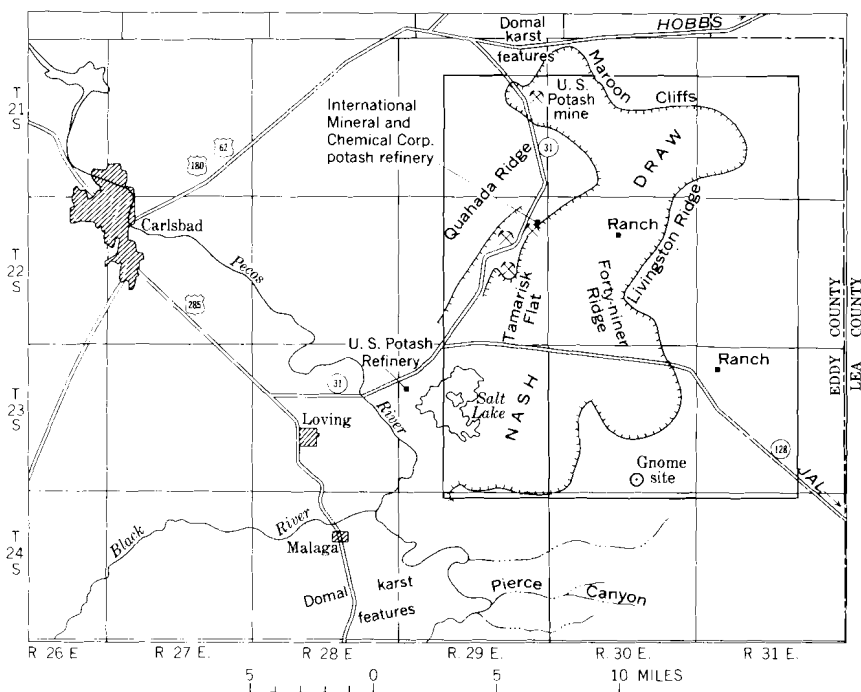 Domal
karst
features
HOBBS
Maroon
Cliffs
T
21
S
International
Mineral and
Chemical Corp.
potash refinery
U. S.
Potash
mine
62
180
31
DRAW
Quahada Ridge
Carlsbad
Ranch
Livingston Ridge
T
22
S
Pecos
285
Forty-niner
Ridge
Tamarisk
Flat
EDDY COUNTY
LEA COUNTY
U. S. Potash
Refinery
31
Ranch
T
23
S
River
Salt
Lake
NASH
Loving
128
JAL
Gnome
site
T
24
S
Black
River
Malaga
Domal
karst
features
Pierce
Canyon
R 26 E
R 27 E.
R 28 E
R. 29 E.
R. 30 E.
R. 31 E.
5 0 5 10 MILES